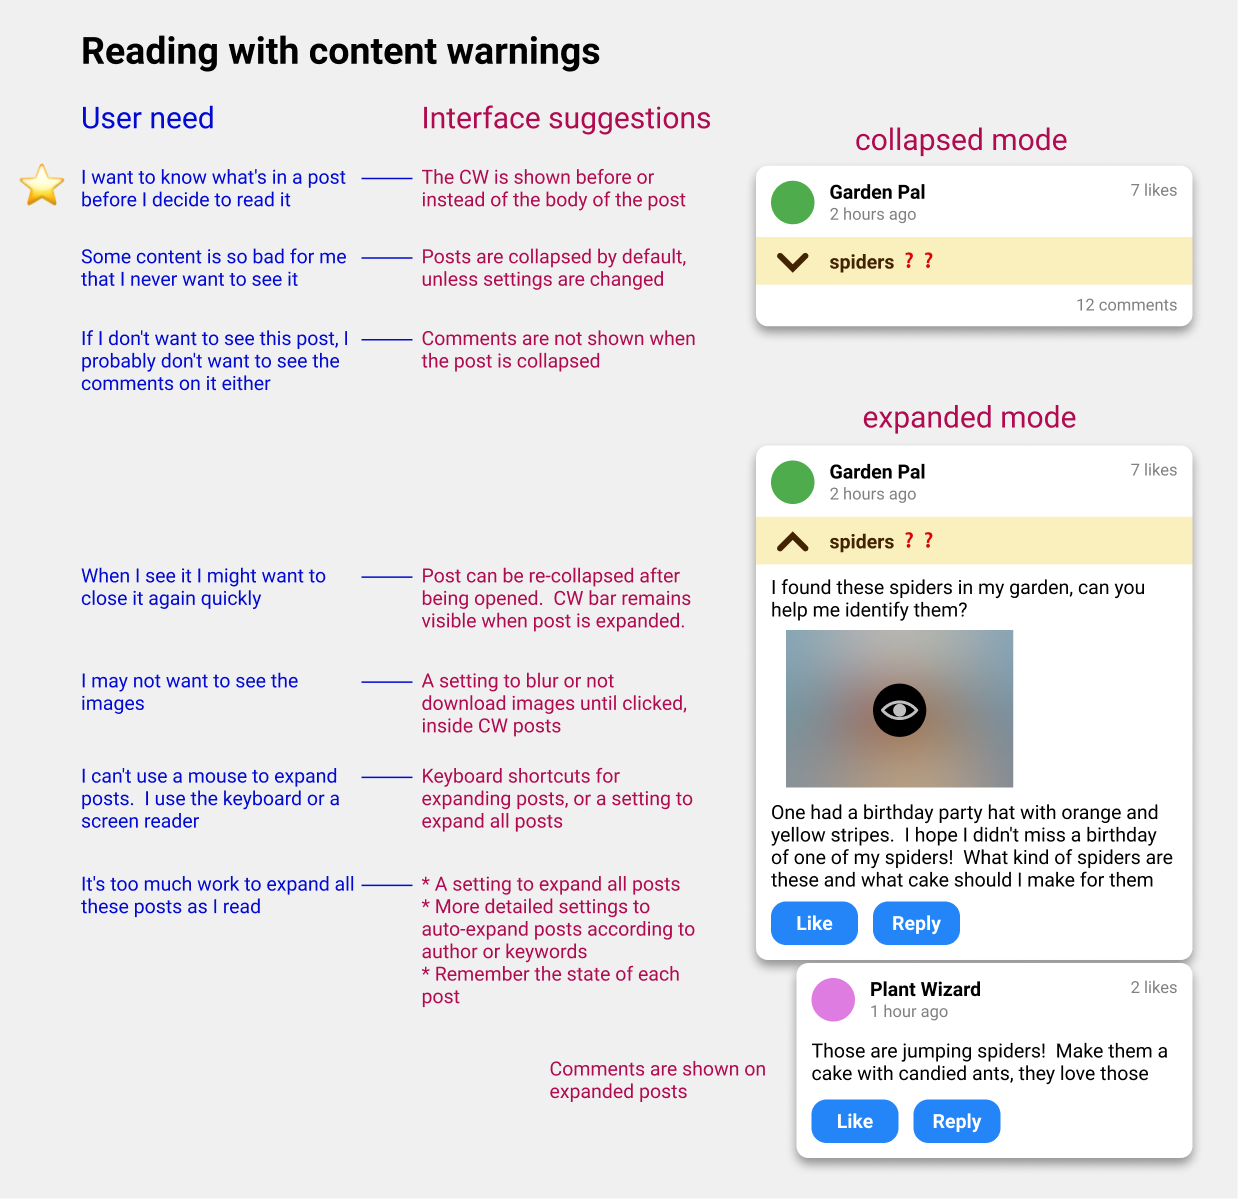 Reading with content warnings
User need
Interface suggestions
I want to know what's in a post
before I decide to read it
The CW is shown before or
instead of the body of the post
Some content is so bad for me
that I never want to see it
Posts are collapsed by default,
unless settings are changed
If I don't want to see this post, I
probably don't want to see the
comments on it either
Comments are not shown when
the post is collapsed
When I see it I might want to
close it again quickly
Post can be re-collapsed after
being opened.  CW bar remains
visible when post is expanded.
I may not want to see the
images
A setting to blur or not
download images until clicked,
inside CW posts
I can't use a mouse to expand
posts.  I use the keyboard or a
screen reader
Keyboard shortcuts for
expanding posts, or a setting to
expand all posts
It's too much work to expand all
these posts as I read
* A setting to expand all posts
* More detailed settings to
auto-expand posts according to
author or keywords
* Remember the state of each
post
Comments are shown on
expanded posts
collapsed mode
Garden Pal
7 likes
2 hours ago
spiders ? ?
12 comments
expanded mode
Garden Pal
7 likes
2 hours ago
spiders ? ?
I found these spiders in my garden, can you
help me identify them?
One had a birthday party hat with orange and
yellow stripes.  I hope I didn't miss a birthday
of one of my spiders!  What kind of spiders are
these and what cake should I make for them
Like
Reply
Plant Wizard
2 likes
1 hour ago
Those are jumping spiders!  Make them a
cake with candied ants, they love those
Like
Reply